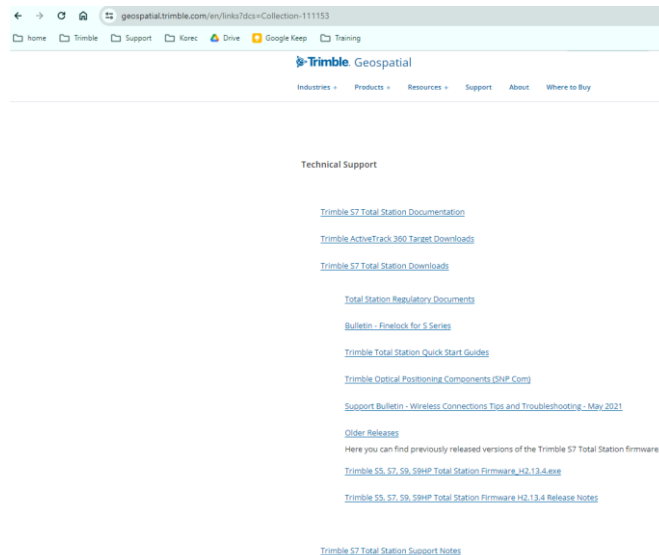 geospatial.trimble.com/en/links?dcs=Collection-111153
home Trimble Support Korec Drive Google Keep Training
Trimble. Geospatial
Industries + Products + Resources + Support About Where to Buy
Technical Support
Trimble S7 Total Station Documentation
Trimble ActiveTrack 360 Target Downloads
Trimble S7 Total Station Downloads
Total Station Regulatory Documents
Bulletin - Finelock for S Series
Trimble Total Station Quick Start Guides
Trimble Optical Positioning Components (SNP Com)
Support Bulletin - Wireless Connections Tips and Troubleshooting - May 2021
Older Releases
Here you can find previously released versions of the Trimble S7 Total Station firmware
Trimble S5, S7, S9, S9HP Total Station Firmware_H2.13.4.exe
Trimble S5, S7, S9, S9HP Total Station Firmware H2.13.4 Release Notes
Trimble S7 Total Station Support Notes